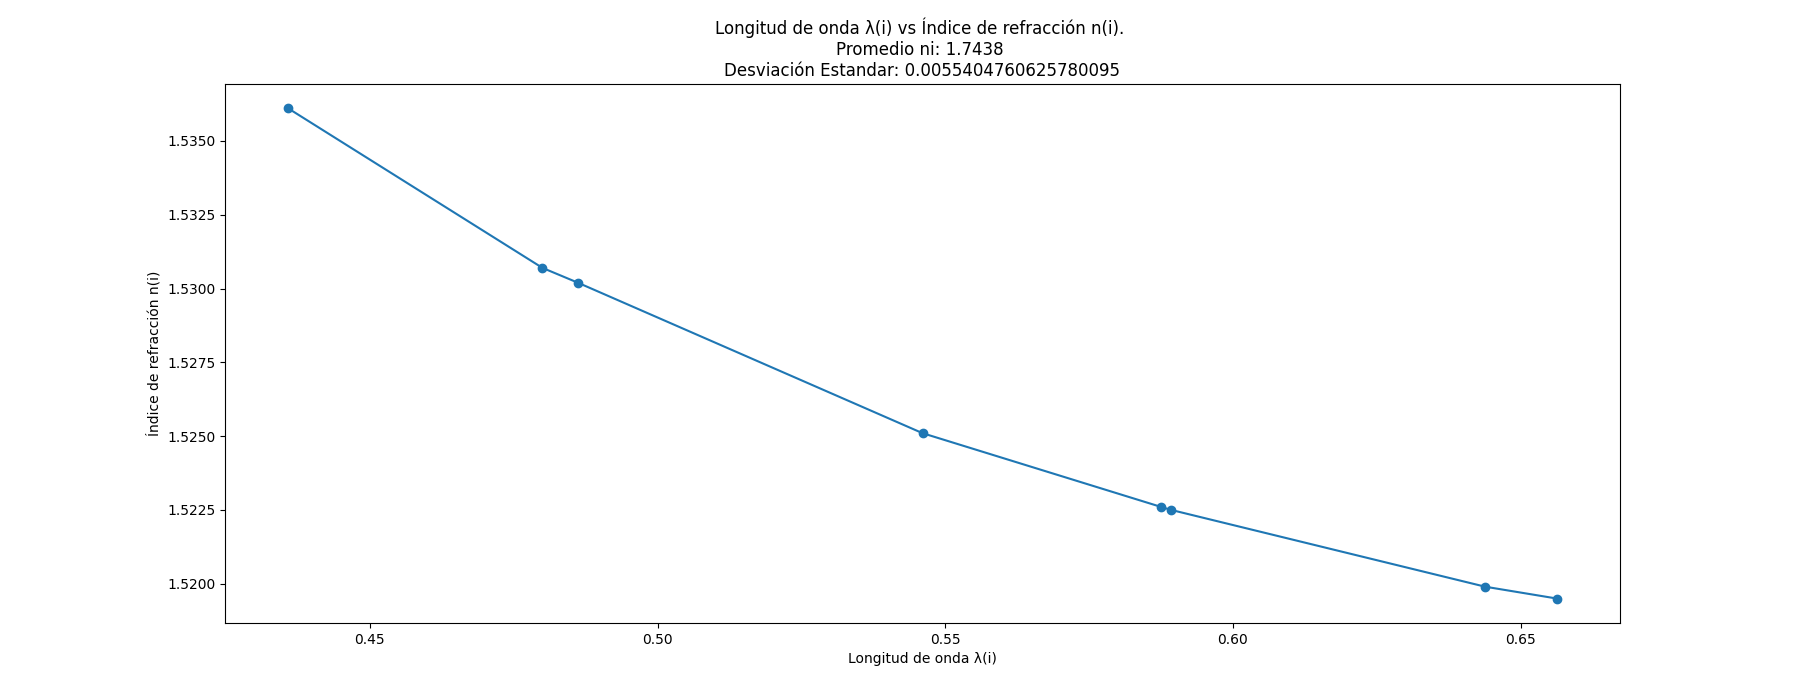 Longitud de onda λ(i) vs Índice de refracción n(i).
Promedio ni: 1.7438
Desviación Estandar: 0.0055404760625780095
Índice de refracción n(i)
1.5350
1.5325
1.5300
1.5275
1.5250
1.5225
1.5200
0.45 0.50 0.55 0.60 0.65
Longitud de onda λ(i)